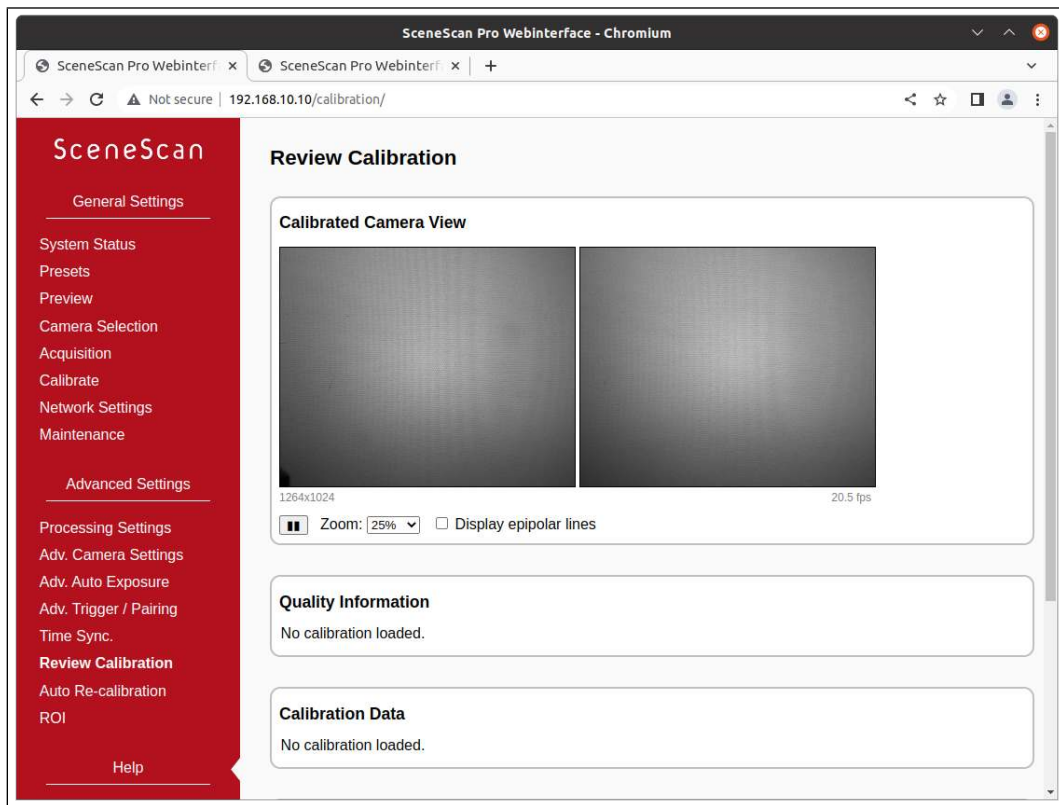 SceneScan Pro Webinterface - Chromium
SceneScan Pro Webinterf
SceneScan Pro Webinterf
Not secure
192.168.10.10/calibration/
SceneScan
General Settings
System Status
Presets
Preview
Camera Selection
Acquisition
Calibrate
Network Settings
Maintenance
Advanced Settings
Processing Settings
Adv. Camera Settings
Adv. Auto Exposure
Adv. Trigger / Pairing
Time Sync.
Review Calibration
Auto Re-calibration
ROI
Help
Review Calibration
Calibrated Camera View
1264x1024
20.5 fps
Zoom: 25% Display epipolar lines
Quality Information
No calibration loaded.
Calibration Data
No calibration loaded.